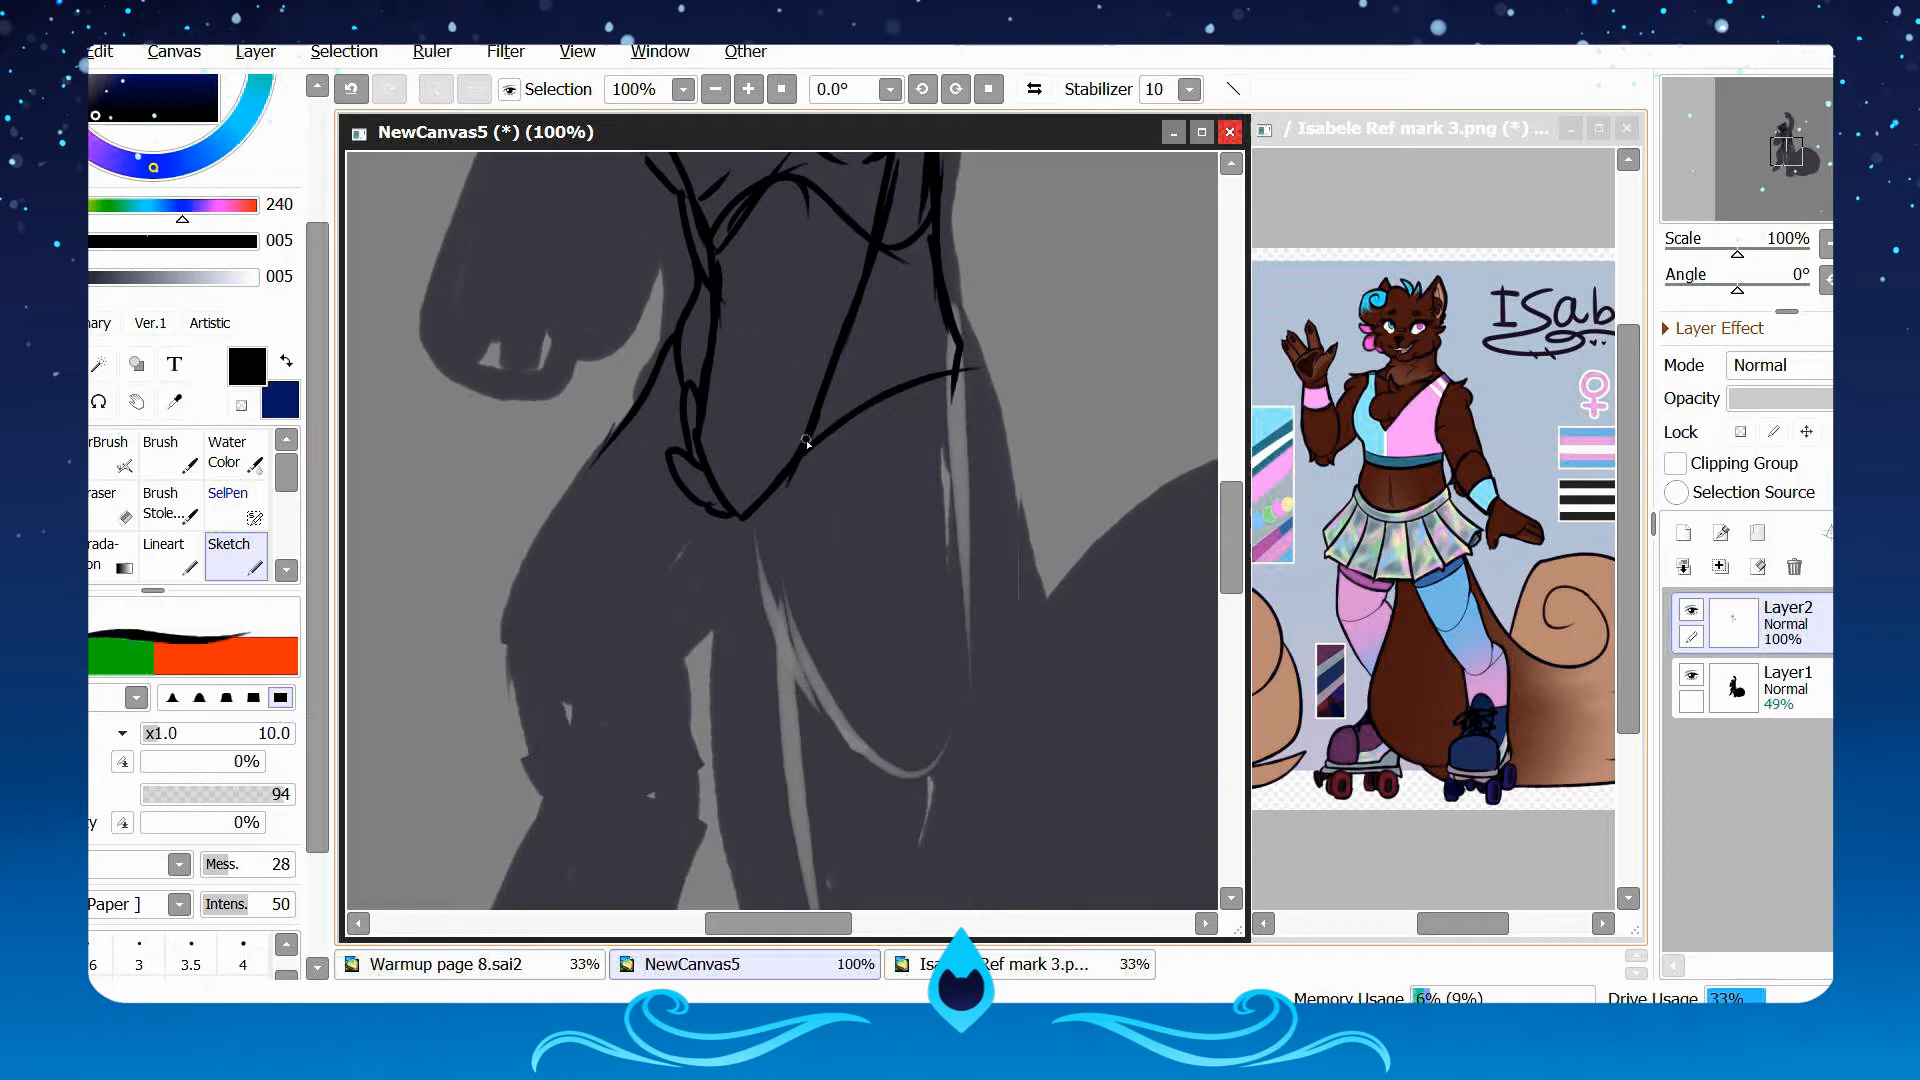 Edit Canvas Layer Selection Ruler Filter View Window Other
Selection 100% 0.0° Stabilizer 10
NewCanvas5 (*) (100%)
/ Isabele Ref mark 3.png (*) ...
240
005
005
Ver.1 Artistic
T
Brush Water Color
Brush Stole... SelPen
Lineart Sketch
x1.0 10.0
0%
94
0%
Mess. 28
Paper ] Intens. 50
6 3 3.5 4
ISab
Scale 100%
Angle 0°
Layer Effect
Mode Normal
Opacity
Lock
Clipping Group
Selection Source
Layer2
Normal
100%
Layer1
Normal
49%
Warmup page 8.sai2 33% NewCanvas5 100% Ref mark 3.p... 33%
Memory Usage 6% (9%) Drive Usage 33%